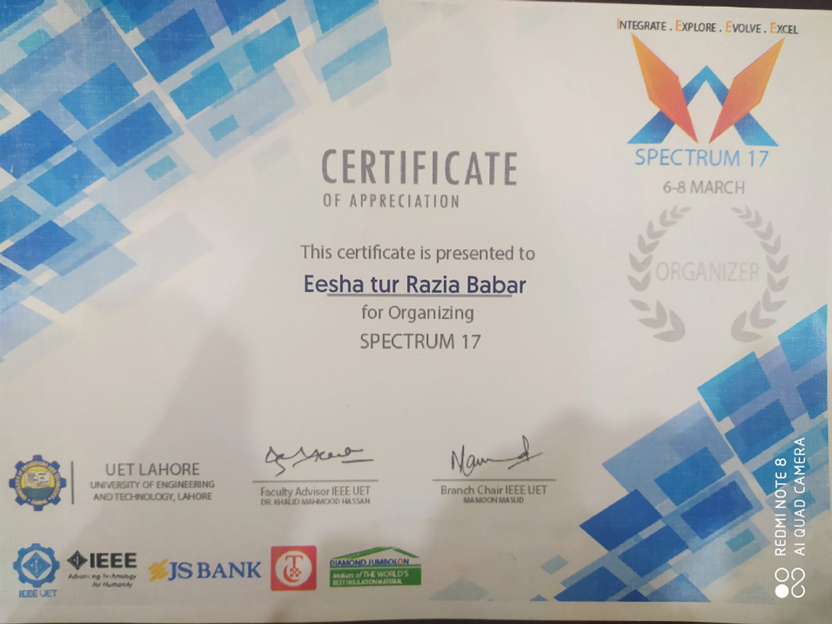 INTEGRATE . EXPLORE . EVOLVE . EXCEL
SPECTRUM 17
6-8 MARCH
ORGANIZER
CERTIFICATE
OF APPRECIATION
This certificate is presented to
Eesha tur Razia Babar
for Organizing
SPECTRUM 17
UET LAHORE
UNIVERSITY OF ENGINEERING
AND TECHNOLOGY, LAHORE
Faculty Advisor IEEE UET
DR. KHALID MAHMOOD HASSAN
Branch Chair IEEE UET
MAMOON MASUD
IEEE UET
IEEE
Advancing Technology
for Humanity
JS BANK
DIAMOND JUMBOLON
Makers of THE WORLD'S
BEST INSULATION MATERIAL
REDMI NOTE 8
AI QUAD CAMERA